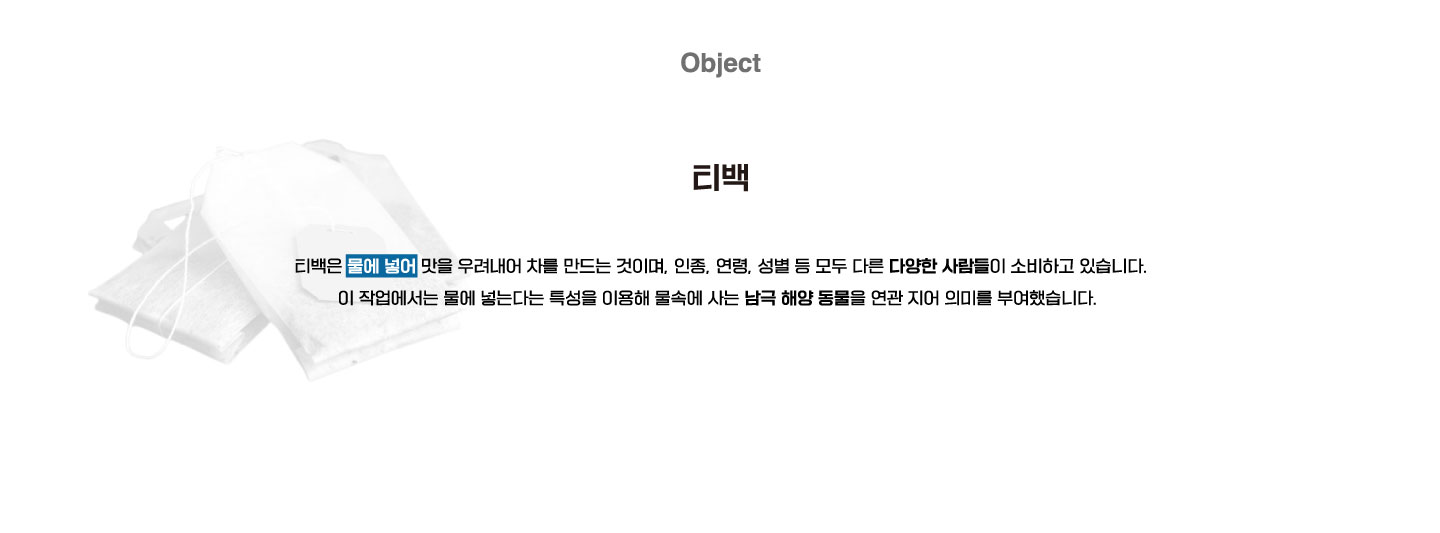 Object
티백
티백은 물에 넣어 맛을 우려내어 차를 만드는 것이며, 인종, 연령, 성별 등 모두 다른 다양한 사람들이 소비하고 있습니다.
이 작업에서는 물에 넣는다는 특성을 이용해 물속에 사는 남극 해양 동물을 연관 지어 의미를 부여했습니다.